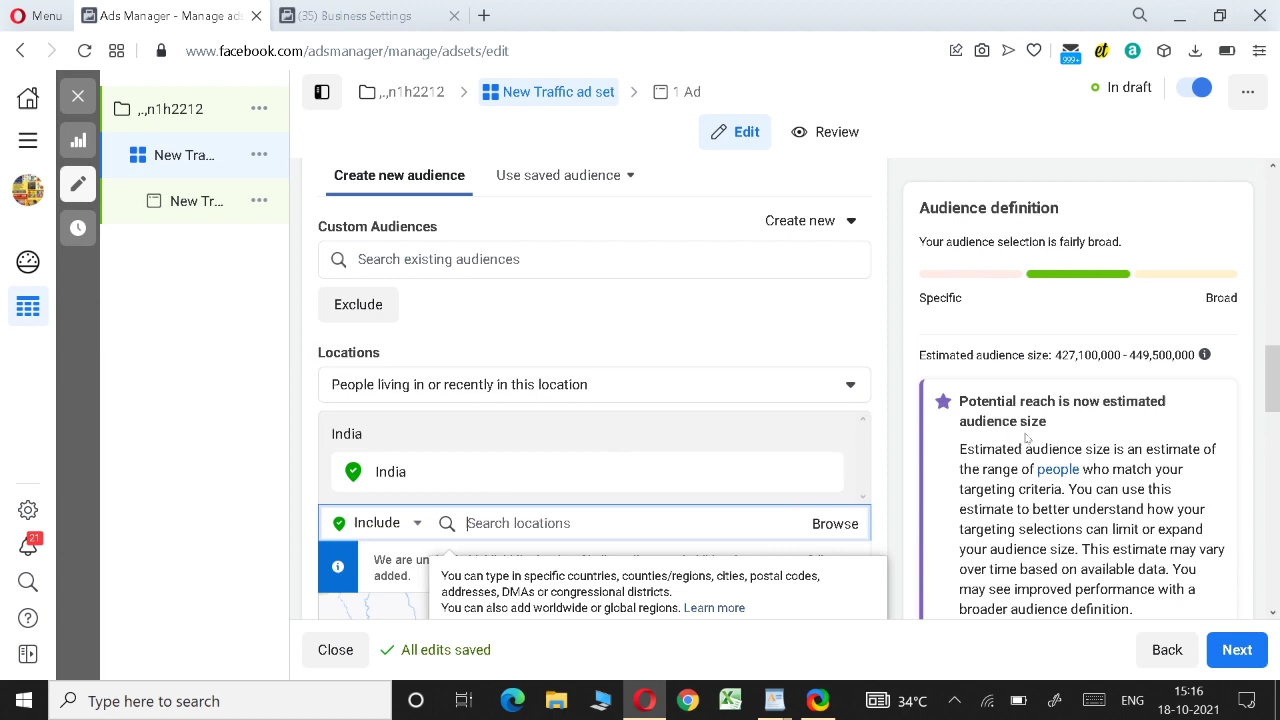 Menu
Ads Manager - Manage ads
(35) Business Settings
www.facebook.com/adsmanager/manage/adsets/edit
999+
,.,n1h2212
New Traffic ad set
1 Ad
In draft
,.,n1h2212
New Tra...
New Tr...
Edit
Review
Create new audience
Use saved audience
Custom Audiences
Create new
Search existing audiences
Exclude
Locations
People living in or recently in this location
India
India
Include
Search locations
Browse
We are un
added.
You can type in specific countries, counties/regions, cities, postal codes,
addresses, DMAs or congressional districts.
You can also add worldwide or global regions. Learn more
Audience definition
Your audience selection is fairly broad.
Specific
Broad
Estimated audience size: 427,100,000 - 449,500,000
Potential reach is now estimated
audience size
Estimated audience size is an estimate of
the range of people who match your
targeting criteria. You can use this
estimate to better understand how your
targeting selections can limit or expand
your audience size. This estimate may vary
over time based on available data. You
may see improved performance with a
broader audience definition.
21
Close
All edits saved
Back
Next
Type here to search
34°C
ENG
15:16
18-10-2021